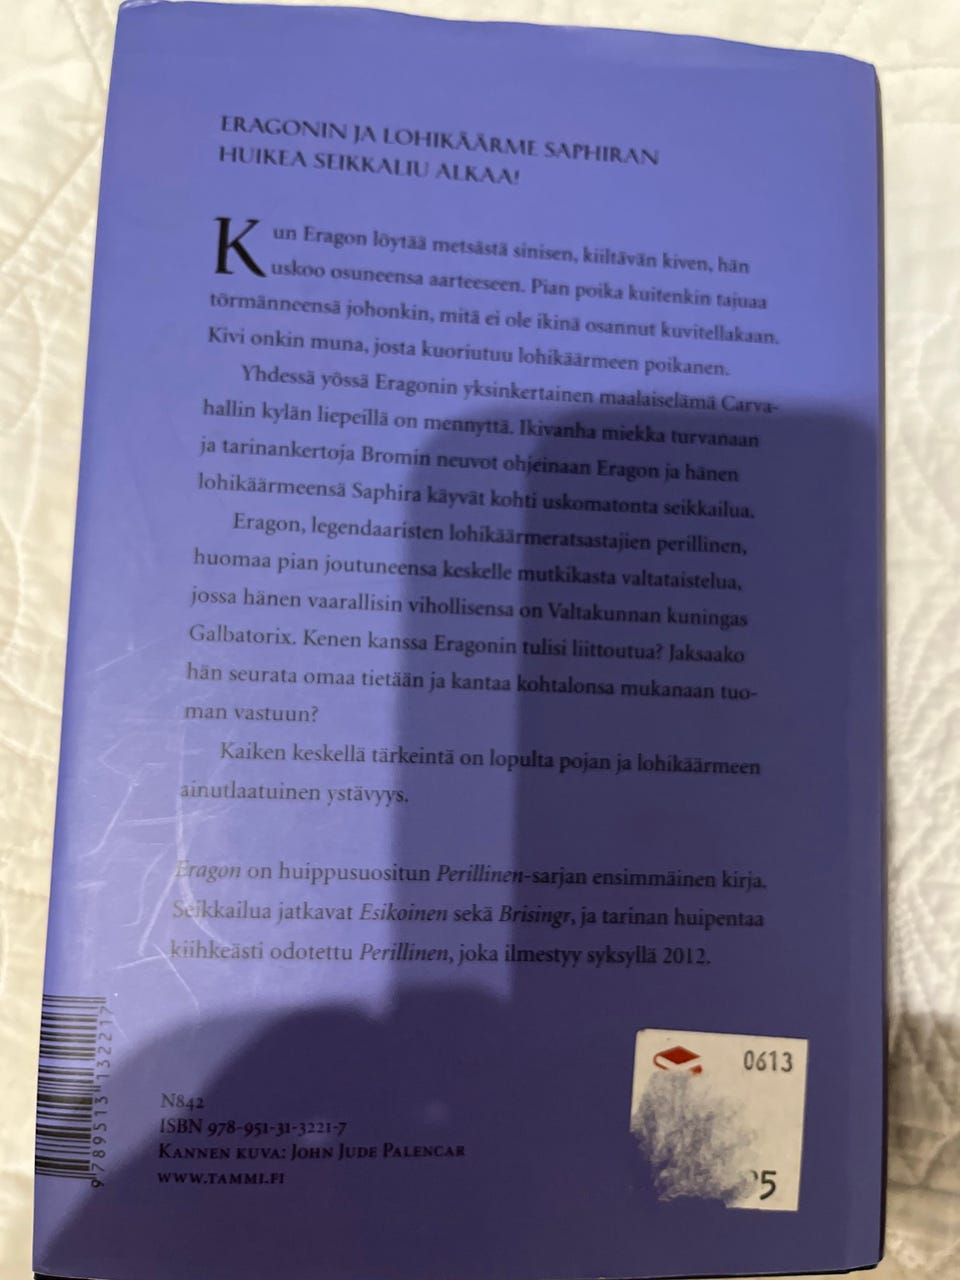 ERAGONIN JA LOHIKÄÄRME SAPHIRAN
HUIKEA SEIKKALIU ALKAA!
Kun Eragon löytää metsästä sinisen, kiiltävän kiven, hän
uskoo osuneensa aarteeseen. Pian poika kuitenkin tajuaa
törmänneensä johonkin, mitä ei ole ikinä osannut kuvitellakaan.
Kivi onkin muna, josta kuoriutuu lohikäärmeen poikanen.
Yhdessä yössä Eragonin yksinkertainen maalaiselämä Carva-
hallin kylän liepeillä on mennyttä. Ikivanha miekka turvanaan
ja tarinankertoja Bromin neuvot ohjeinaan Eragon ja hänen
lohikäärmeensä Saphira käyvät kohti uskomatonta seikkailua.
Eragon, legendaaristen lohikäärmeratsastajien perillinen,
huomaa pian joutuneensa keskelle mutkikasta valtataistelua,
jossa hänen vaarallisin vihollisensa on Valtakunnan kuningas
Galbatorix. Kenen kanssa Eragonin tulisi liittoutua? Jaksaako
hän seurata omaa tietään ja kantaa kohtalonsa mukanaan tuo-
man vastuun?
Kaiken keskellä tärkeintä on lopulta pojan ja lohikäärmeen
ainutlaatuinen ystävyys.
Eragon on huippusuositun Perillinen-sarjan ensimmäinen kirja.
Seikkailua jatkavat Esikoinen sekä Brisingr, ja tarinan huipentaa
kiihkeästi odotettu Perillinen, joka ilmestyy syksyllä 2012.
9 789513 132217
N842
ISBN 978-951-31-3221-7
KANNEN KUVA: JOHN JUDE PALENCAR
WWW.TAMMI.FI
0613
5